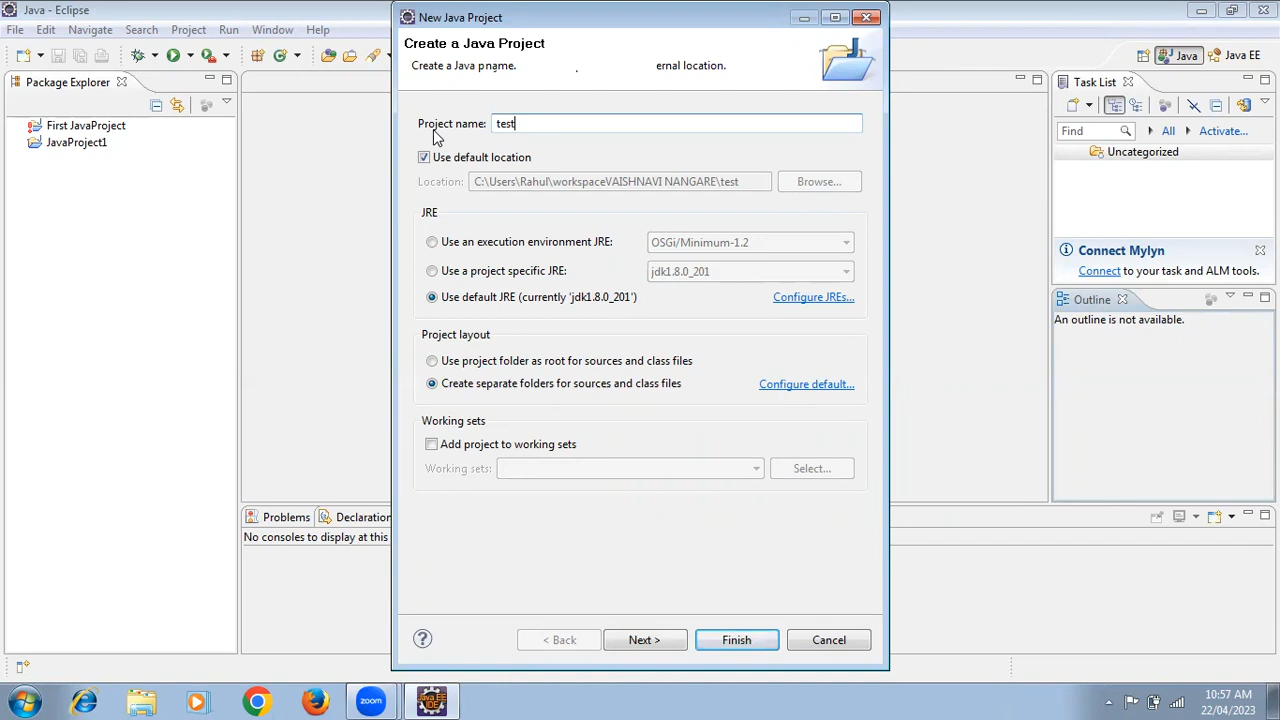 Java - Eclipse
New Java Project
File Edit Navigate Search Project Run Window Help
Create a Java Project
Create a Java pname. . ernal location.
Java Java EE
Package Explorer
Task List
First JavaProject
JavaProject1
Project name: test
Find All Activate...
Uncategorized
Use default location
Location: C:\Users\Rahul\workspaceVAISHNAVI NANGARE\test Browse...
JRE
Use an execution environment JRE: OSGi/Minimum-1.2
Use a project specific JRE: jdk1.8.0_201
Use default JRE (currently 'jdk1.8.0_201') Configure JREs...
Connect Mylyn
Connect to your task and ALM tools.
Outline
An outline is not available.
Project layout
Use project folder as root for sources and class files
Create separate folders for sources and class files Configure default...
Working sets
Add project to working sets
Working sets: Select...
Problems Declaration
No consoles to display at this
? < Back Next > Finish Cancel
zoom
Java EE
IDE
10:57 AM
22/04/2023